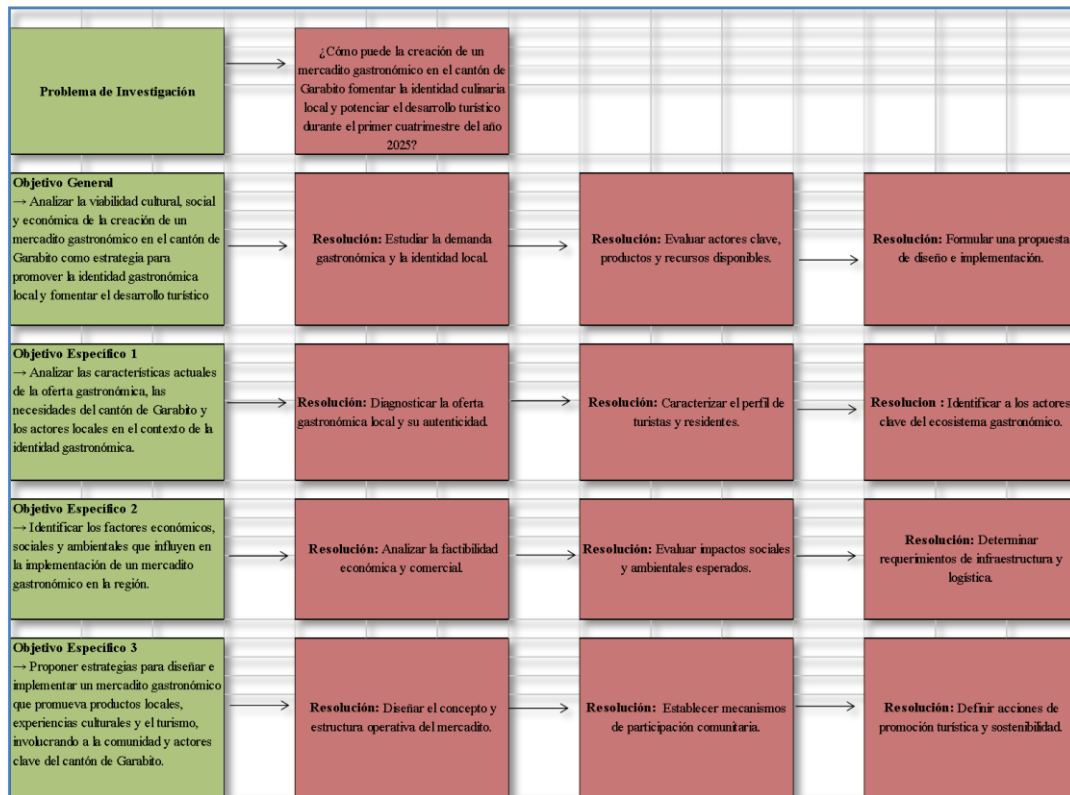 Problema de Investigación
¿Cómo puede la creación de un
mercadito gastronómico en el cantón de
Garabito fomentar la identidad culinaria
local y potenciar el desarrollo turístico
durante el primer cuatrimestre del año
2025?
Objetivo General
→ Analizar la viabilidad cultural, social
y económica de la creación de un
mercadito gastronómico en el cantón de
Garabito como estrategia para
promover la identidad gastronómica
local y fomentar el desarrollo turístico
Resolución: Estudiar la demanda
gastronómica y la identidad local.
Resolución: Evaluar actores clave,
productos y recursos disponibles.
Resolución: Formular una propuesta
de diseño e implementación.
Objetivo Específico 1
→ Analizar las características actuales
de la oferta gastronómica, las
necesidades del cantón de Garabito y
los actores locales en el contexto de la
identidad gastronómica.
Resolución: Diagnosticar la oferta
gastronómica local y su autenticidad.
Resolución: Caracterizar el perfil de
turistas y residentes.
Resolucion : Identificar a los actores
clave del ecosistema gastronómico.
Objetivo Específico 2
→ Identificar los factores económicos,
sociales y ambientales que influyen en
la implementación de un mercadito
gastronómico en la región.
Resolución: Analizar la factibilidad
económica y comercial.
Resolución: Evaluar impactos sociales
y ambientales esperados.
Resolución: Determinar
requerimientos de infraestructura y
logística.
Objetivo Específico 3
→ Proponer estrategias para diseñar e
implementar un mercadito gastronómico
que promueva productos locales,
experiencias culturales y el turismo,
involucrando a la comunidad y actores
clave del cantón de Garabito.
Resolución: Diseñar el concepto y
estructura operativa del mercadito.
Resolución: Establecer mecanismos
de participación comunitaria.
Resolución: Definir acciones de
promoción turística y sostenibilidad.